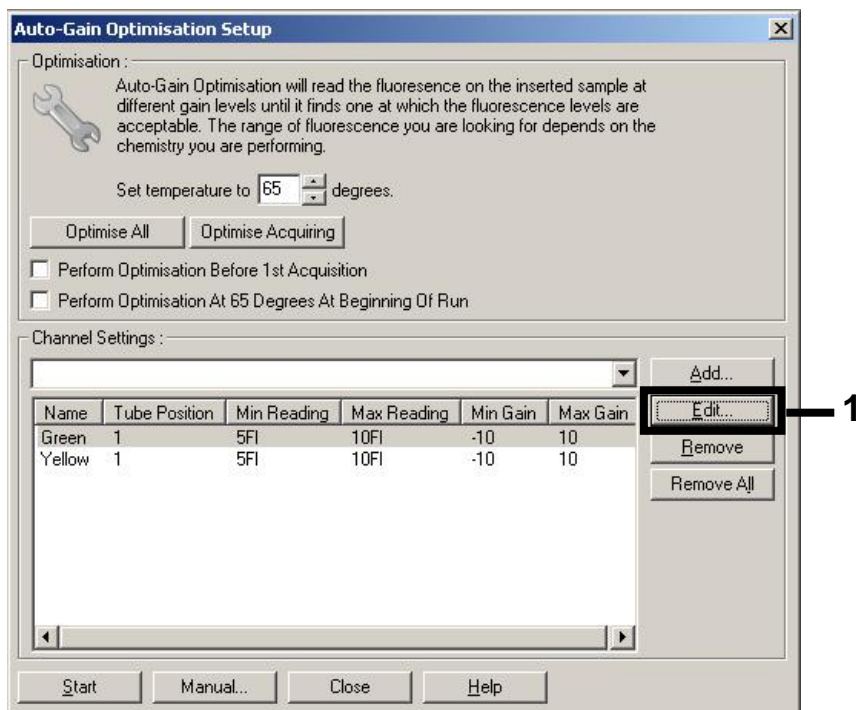 Auto-Gain Optimisation Setup
Optimisation :
Auto-Gain Optimisation will read the fluoresence on the inserted sample at
different gain levels until it finds one at which the fluorescence levels are
acceptable. The range of fluorescence you are looking for depends on the
chemistry you are performing.
Set temperature to 65 degrees.
Optimise All Optimise Acquiring
Perform Optimisation Before 1st Acquisition
Perform Optimisation At 65 Degrees At Beginning Of Run
Channel Settings :
Add...
Name Tube Position Min Reading Max Reading Min Gain Max Gain
Edit... 1
Green 1 5Fl 10Fl -10 10
Yellow 1 5Fl 10Fl -10 10
Remove
Remove All
Start Manual... Close Help